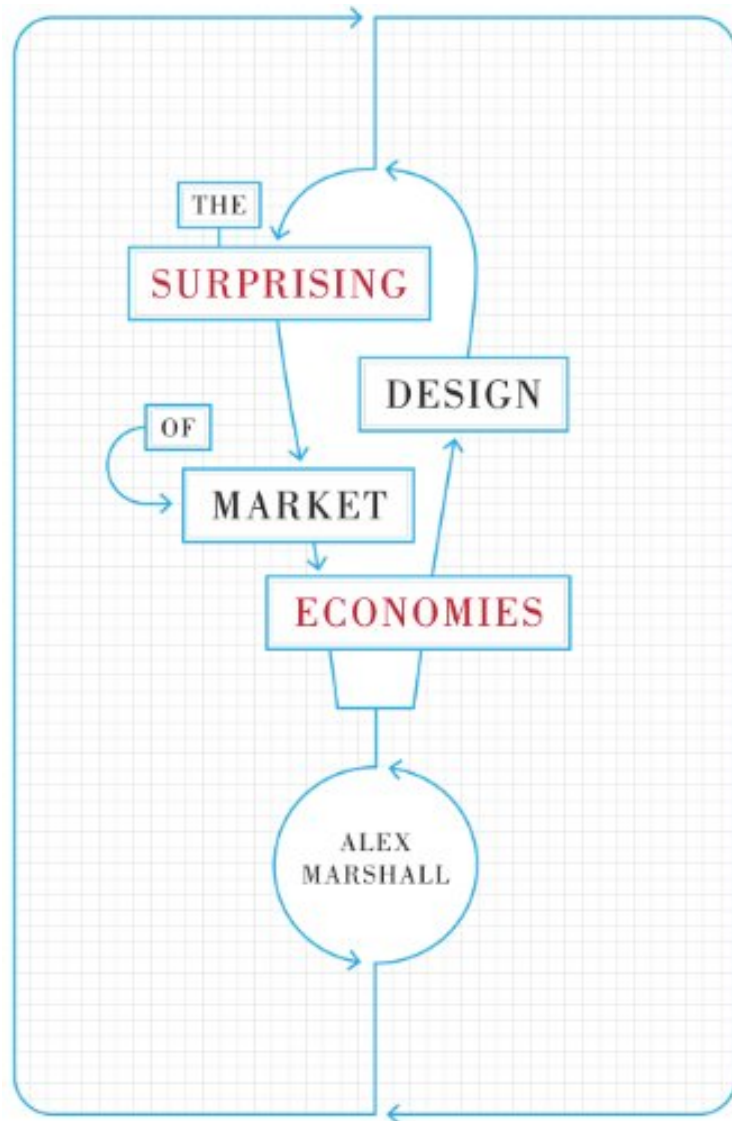 THE
SURPRISING
DESIGN
OF
MARKET
ECONOMIES
ALEX
MARSHALL